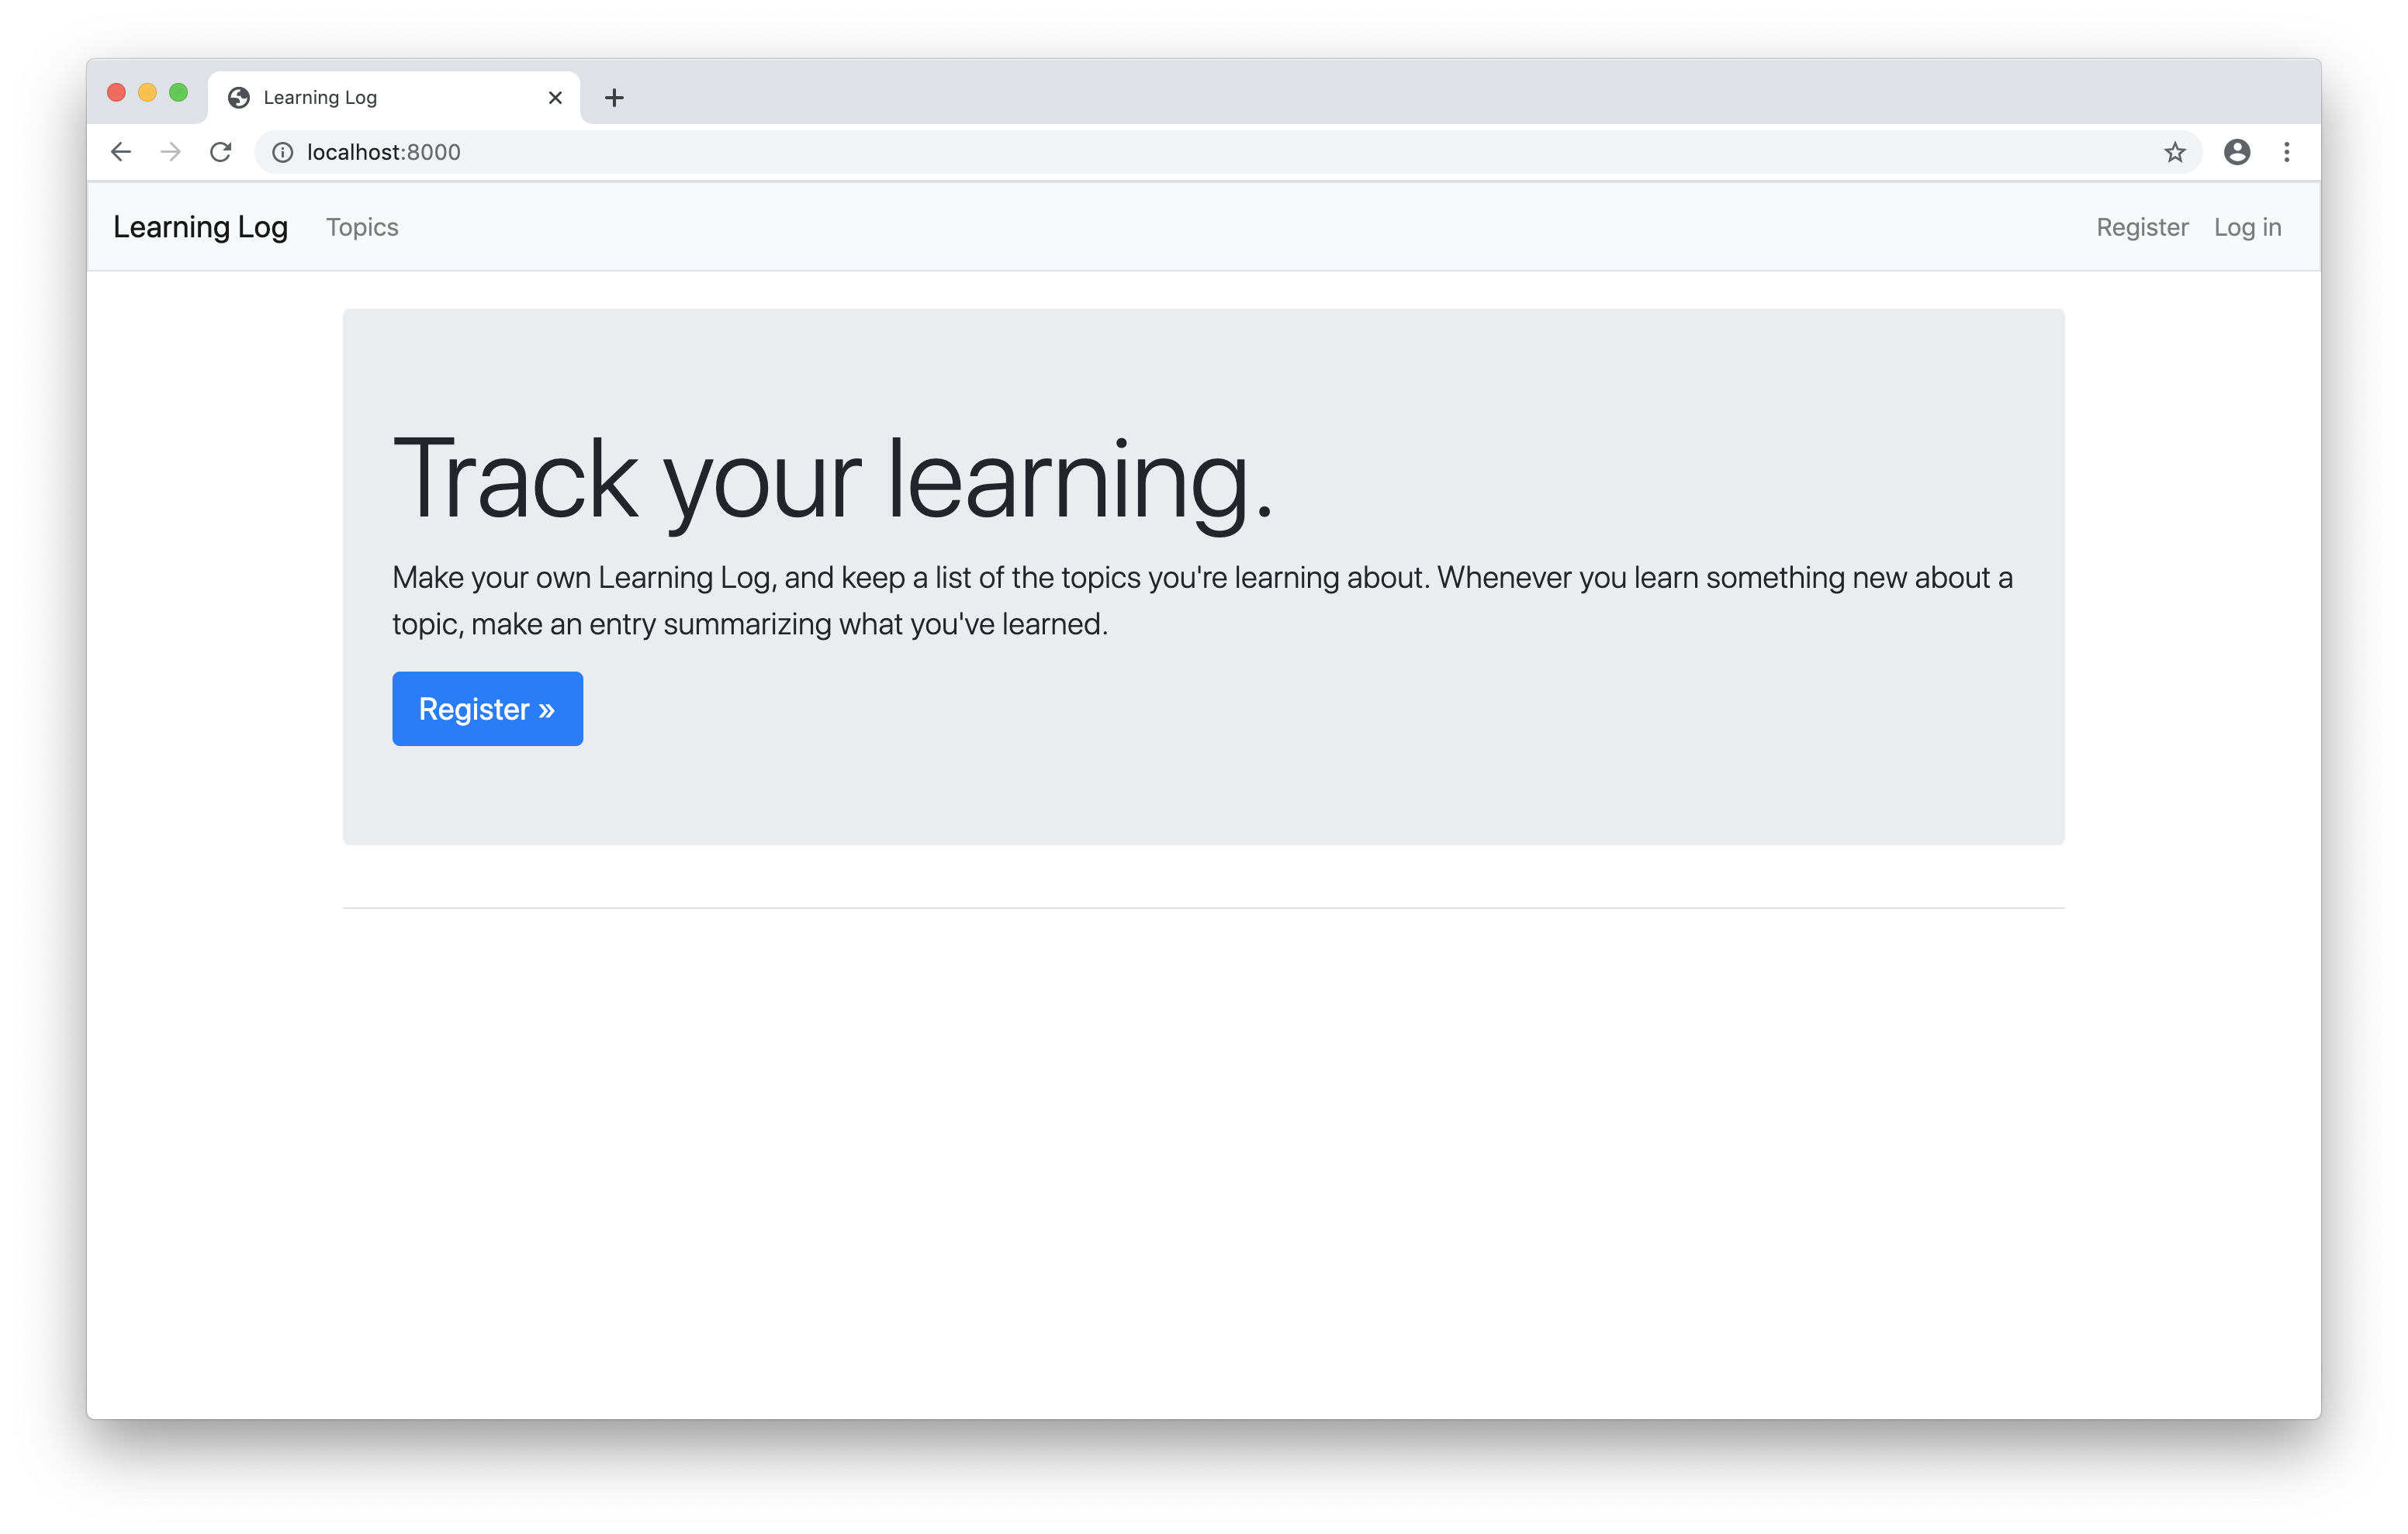 Learning Log
localhost:8000
Learning Log Topics Register Log in
Track your learning.
Make your own Learning Log, and keep a list of the topics you're learning about. Whenever you learn something new about a
topic, make an entry summarizing what you've learned.
Register »